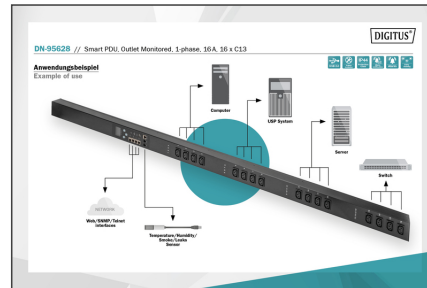 DIGITUS®
DN-95628 // Smart PDU, Outlet Monitored, 1-phase, 16 A, 16 x C13
Anwendungsbeispiel
Example of use
Computer
USP System
Server
Switch
NETWORK
Web/SNMP/Telnet
Interfaces
Temperature/Humidity/
Smoke/Leaks
Sensor